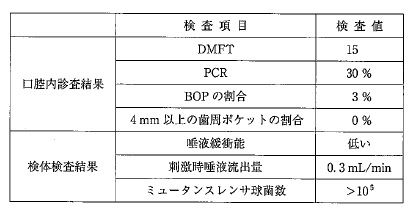 検査項目 検査値
口腔内診査結果 DMFT 15
PCR 30 %
BOPの割合 3 %
4 mm 以上の歯周ポケットの割合 0 %
検体検査結果 唾液緩衝能 低い
刺激時唾液流出量 0.3 mL/min
ミュータンスレンサ球菌数 >10⁵